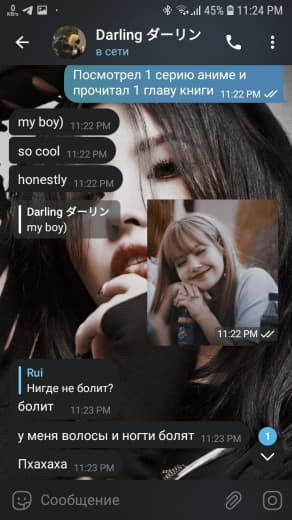 0 KB/s 45% 11:24 PM
Darling ダーリン
в сети
Посмотрел 1 серию аниме и
прочитал 1 главу книги 11:22 PM
my boy) 11:22 PM
so cool 11:22 PM
honestly 11:22 PM
Darling ダーリン
my boy)
11:22 PM
Rui
Нигде не болит?
болит 11:23 PM
у меня волосы и ногти болят 11:23 PM
1
Пхахаха 11:23 PM
Сообщение